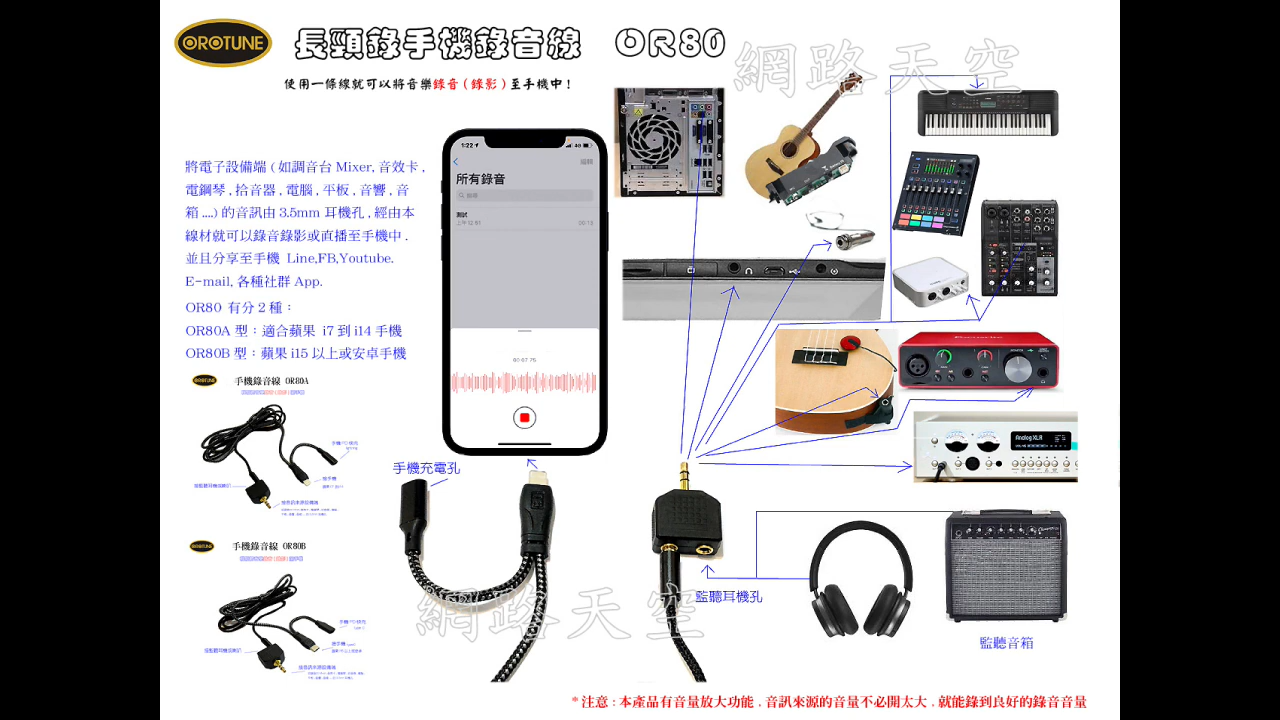 OROTUNE
長頸錄手機錄音線 OR80
網路天空
使用一條線就可以將音樂錄音(錄影)至手機中!
將電子設備端 ( 如調音台 Mixer, 音效卡 ,
電鋼琴 , 拾音器 , 電腦 , 平板 , 音響 , 音
箱 ....) 的音訊由 3.5mm 耳機孔 , 經由本
線材就可以錄音錄影或直播至手機中 .
並且分享至手機 Line,FB,Youtube.
E-mail, 各種社群 App.
OR80 有分 2 種：
OR80A 型：適合蘋果 i7 到 i14 手機
OR80B 型：蘋果 i15 以上或安卓手機
1:22
所有錄音
測試
OROTUNE
手機錄音線 OR80A
OROTUNE
手機錄音線 OR80B
手機充電孔
監聽耳機孔
監聽音箱
Analog XLR
網路天空
* 注意 : 本產品有音量放大功能 . 音訊來源的音量不必開太大 . 就能錄到良好的錄音音量